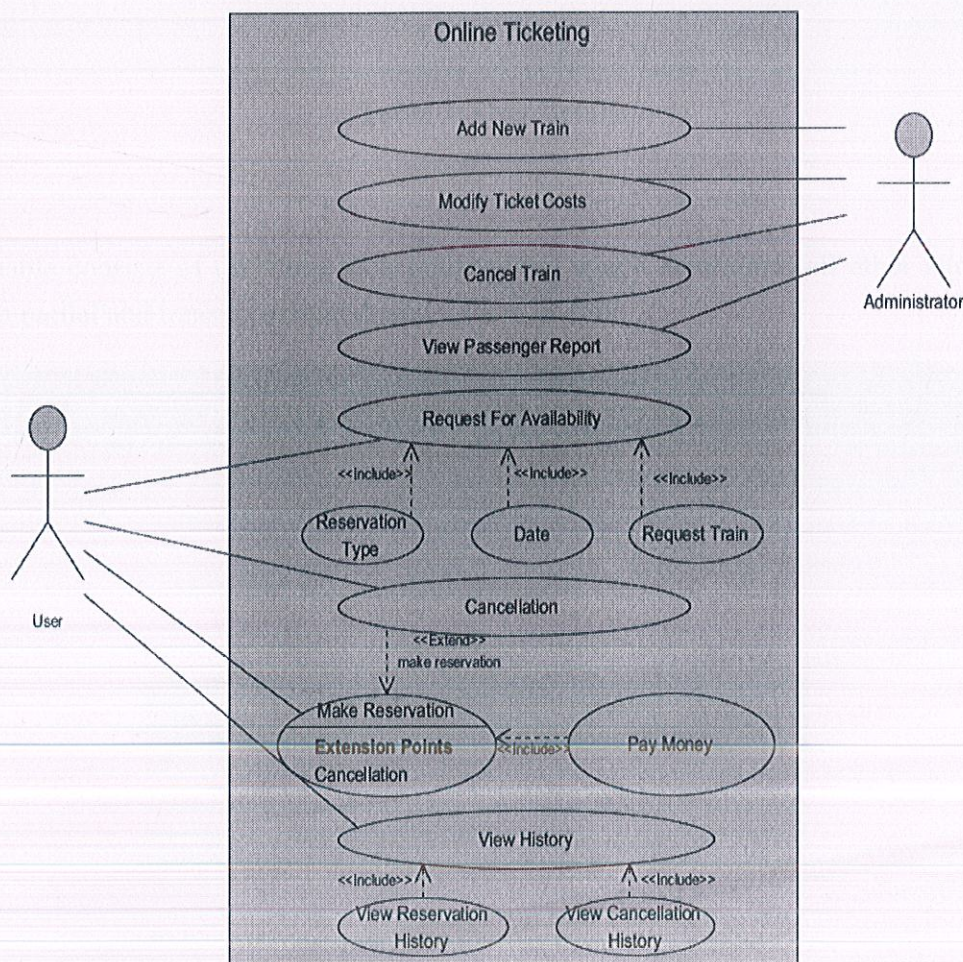 Online Ticketing
Add New Train
Modify Ticket Costs
Cancel Train
Administrator
View Passenger Report
Request For Availability
<<Include>>
<<Include>>
<<Include>>
Reservation
Type
Date
Request Train
Cancellation
User
<<Extend>>
make reservation
Make Reservation
Extension Points
Cancellation
<<Include>>
Pay Money
View History
<<Include>>
<<Include>>
View Reservation
History
View Cancellation
History